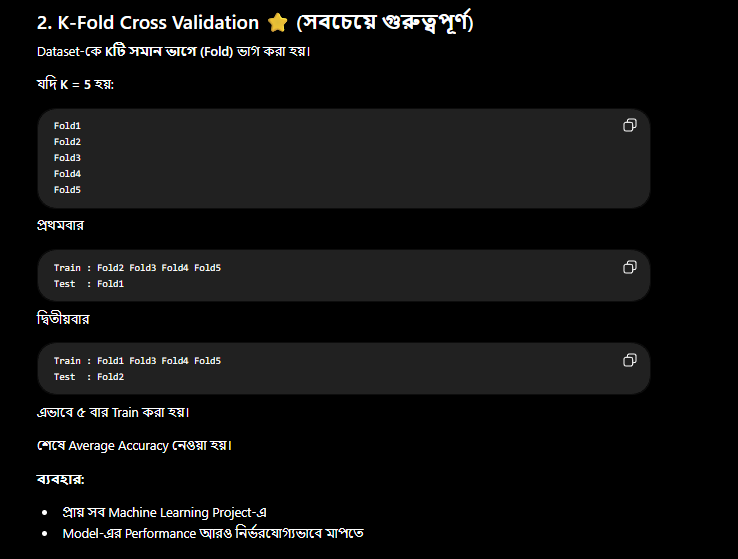 2. K-Fold Cross Validation ⭐ (সবচেয়ে গুরুত্বপূর্ণ)
Dataset-কে Kটি সমান ভাগে (Fold) ভাগ করা হয়।
যদি K = 5 হয়:
Fold1
Fold2
Fold3
Fold4
Fold5
প্রথমবার
Train : Fold2 Fold3 Fold4 Fold5
Test  : Fold1
দ্বিতীয়বার
Train : Fold1 Fold3 Fold4 Fold5
Test  : Fold2
এভাবে ৫ বার Train করা হয়।
শেষে Average Accuracy নেওয়া হয়।
ব্যবহার:
• প্রায় সব Machine Learning Project-এ
• Model-এর Performance আরও নির্ভরযোগ্যভাবে মাপতে